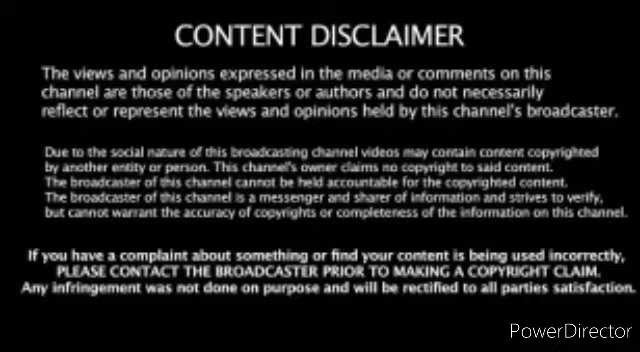 CONTENT DISCLAIMER
The views and opinions expressed in the media or comments on this
channel are those of the speakers or authors and do not necessarily
reflect or represent the views and opinions held by this channel's broadcaster.
Due to the social nature of this broadcasting channel videos may contain content copyrighted
by another entity or person. This channel's owner claims no copyright to said content.
The broadcaster of this channel cannot be held accountable for the copyrighted content.
The broadcaster of this channel is a messenger and sharer of information and strives to verify,
but cannot warrant the accuracy of copyrights or completeness of the information on this channel.
If you have a complaint about something or find your content is being used incorrectly,
PLEASE CONTACT THE BROADCASTER PRIOR TO MAKING A COPYRIGHT CLAIM.
Any infringement was not done on purpose and will be rectified to all parties satisfaction.
PowerDirector